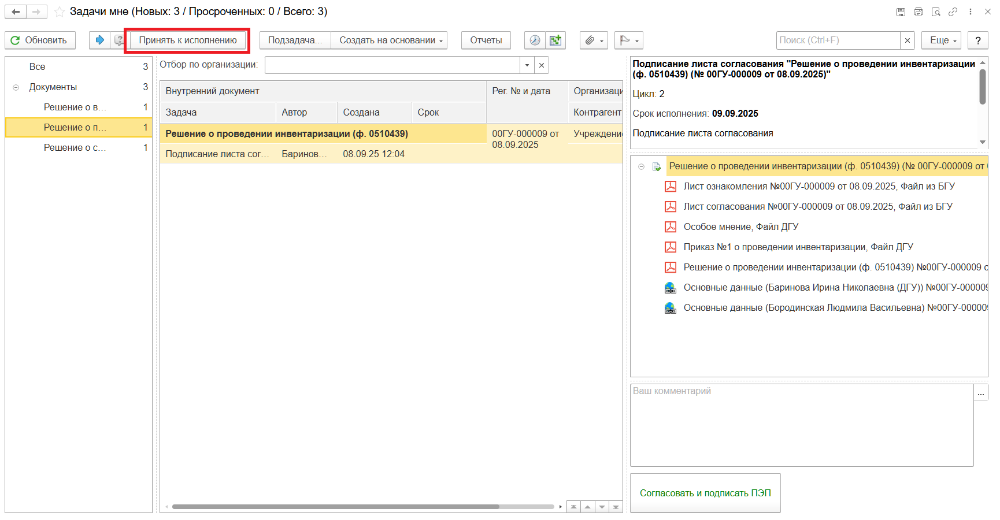 Задачи мне (Новых: 3 / Просроченных: 0 / Всего: 3)
Обновить
?
Принять к исполнению
Подзадача...
Создать на основании
Отчеты
Поиск (Ctrl+F)
×
Еще
?
Все 3
Документы 3
Решение о в... 1
Решение о п... 1
Решение о с... 1
Отбор по организации:
Внутренний документ
Рег. № и дата
Организаци
Задача
Автор
Создана
Срок
Контрагент
Решение о проведении инвентаризации (ф. 0510439)
00ГУ-000009 от
08.09.2025
Учреждени
Подписание листа сог...
Баринов...
08.09.25 12:04
Подписание листа согласования "Решение о проведении инвентаризации
(ф. 0510439) (№ 00ГУ-000009 от 08.09.2025)"
Цикл: 2
Срок исполнения: 09.09.2025
Подписание листа согласования
Решение о проведении инвентаризации (ф. 0510439) (№ 00ГУ-000009 от
Лист ознакомления №00ГУ-000009 от 08.09.2025, Файл из БГУ
Лист согласования №00ГУ-000009 от 08.09.2025, Файл из БГУ
Особое мнение, Файл ДГУ
Приказ №1 о проведении инвентаризации, Файл ДГУ
Решение о проведении инвентаризации (ф. 0510439) №00ГУ-000009 о
Основные данные (Баринова Ирина Николаевна (ДГУ)) №00ГУ-000009
Основные данные (Бородинская Людмила Васильевна) №00ГУ-000009
Ваш комментарий
...
Согласовать и подписать ПЭП